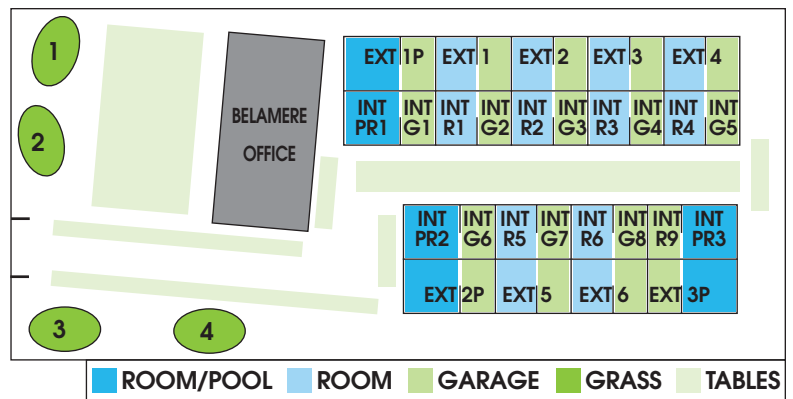 1
2
BELAMERE
OFFICE
EXT 1P EXT 1 EXT 2 EXT 3 EXT 4
INT INT INT INT INT INT INT INT INT INT
PR1 G1 R1 G2 R2 G3 R3 G4 R4 G5
INT INT INT INT INT INT INT INT
PR2 G6 R5 G7 R6 G8 R9 PR3
EXT 2P EXT 5 EXT 6 EXT 3P
3
4
ROOM/POOL ROOM GARAGE GRASS TABLES